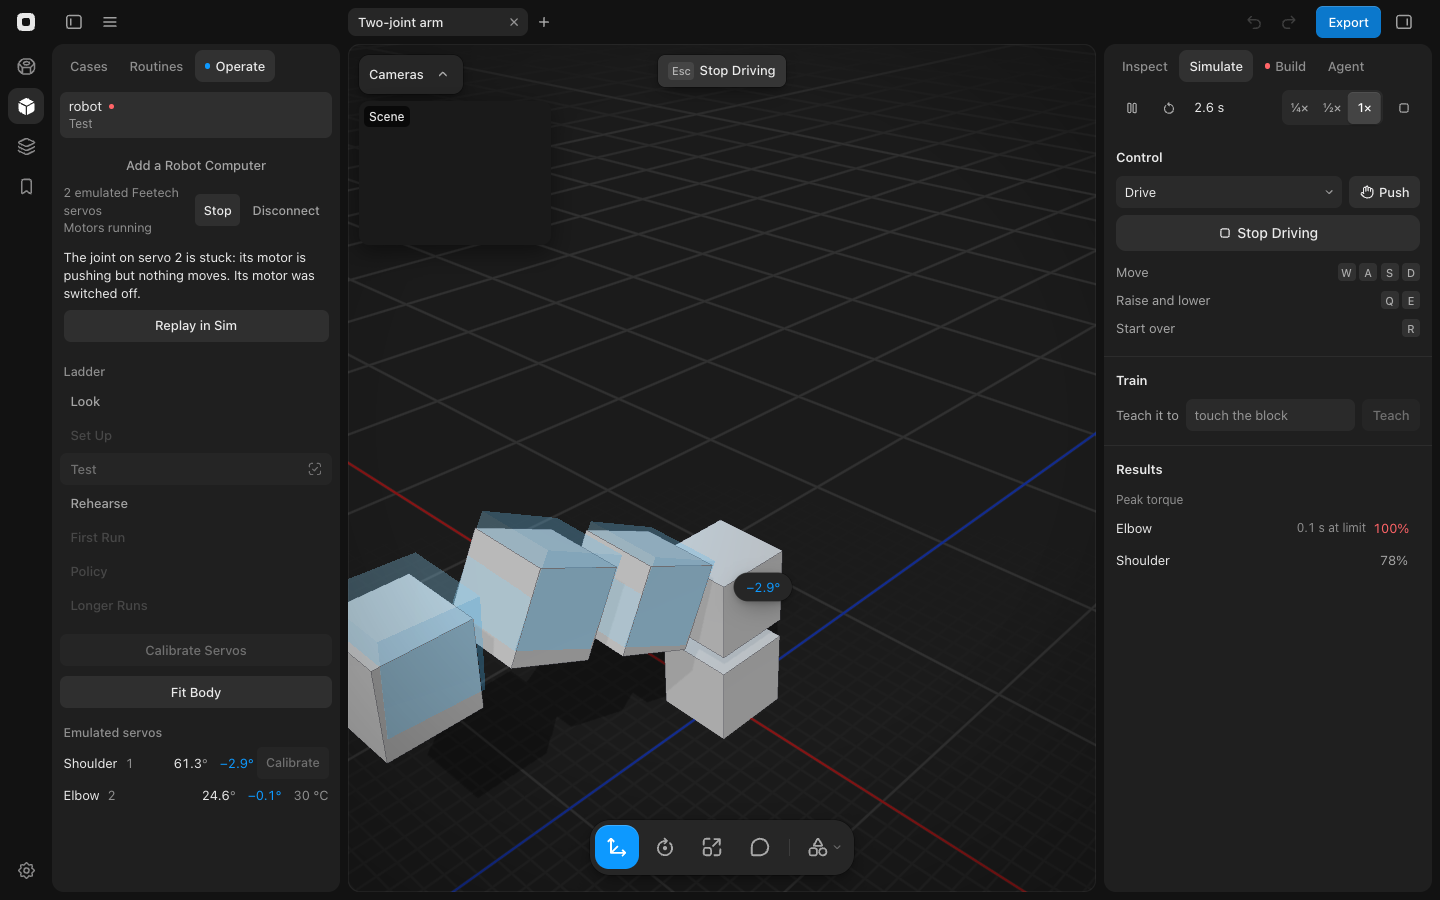 Two-joint arm
Export
Cases Routines Operate
robot
Test
Add a Robot Computer
2 emulated Feetech
servos
Motors running
Stop Disconnect
The joint on servo 2 is stuck: its motor is
pushing but nothing moves. Its motor was
switched off.
Replay in Sim
Ladder
Look
Set Up
Test
Rehearse
First Run
Policy
Longer Runs
Calibrate Servos
Fit Body
Emulated servos
Shoulder 1 61.3° −2.9° Calibrate
Elbow 2 24.6° −0.1° 30 °C
Cameras
Scene
Esc Stop Driving
−2.9°
Inspect Simulate Build Agent
2.6 s ¼× ½× 1×
Control
Drive Push
Stop Driving
Move W A S D
Raise and lower Q E
Start over R
Train
Teach it to touch the block Teach
Results
Peak torque
Elbow 0.1 s at limit 100%
Shoulder 78%